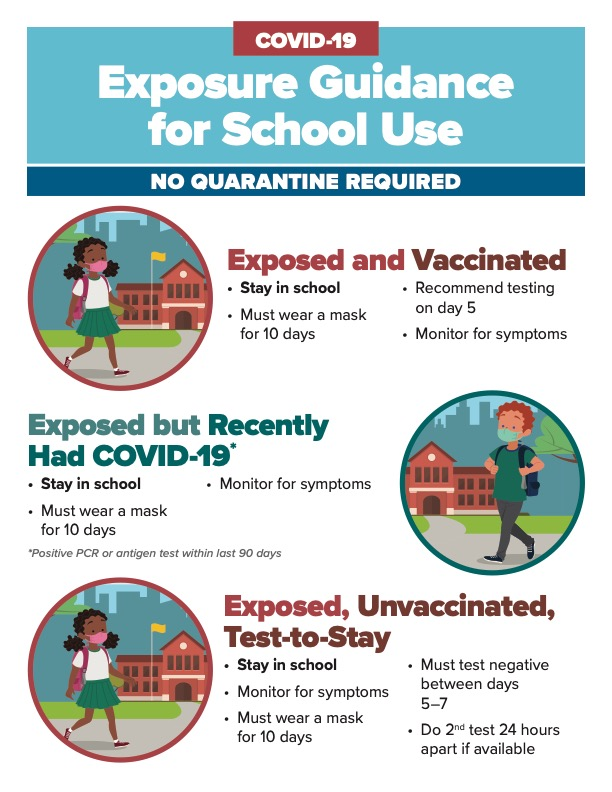 COVID-19
Exposure Guidance
for School Use
NO QUARANTINE REQUIRED
Exposed and Vaccinated
• Stay in school
• Must wear a mask
for 10 days
• Recommend testing
on day 5
• Monitor for symptoms
Exposed but Recently
Had COVID-19*
• Stay in school
• Must wear a mask
for 10 days
• Monitor for symptoms
*Positive PCR or antigen test within last 90 days
Exposed, Unvaccinated,
Test-to-Stay
• Stay in school
• Monitor for symptoms
• Must wear a mask
for 10 days
• Must test negative
between days
5–7
• Do 2nd test 24 hours
apart if available